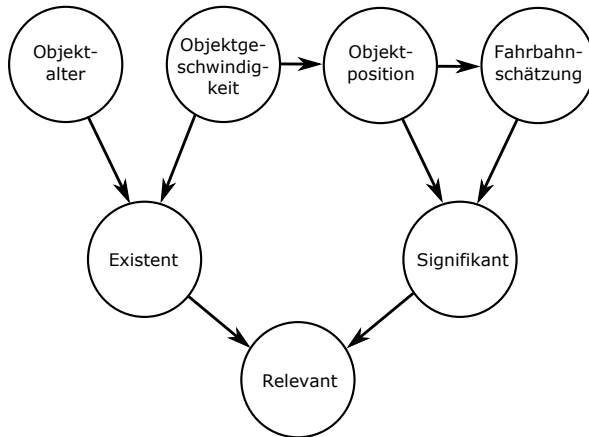 Objekt-
alter
Objektge-
schwindig-
keit
Objekt-
position
Fahrbahn-
schätzung
Existent
Signifikant
Relevant